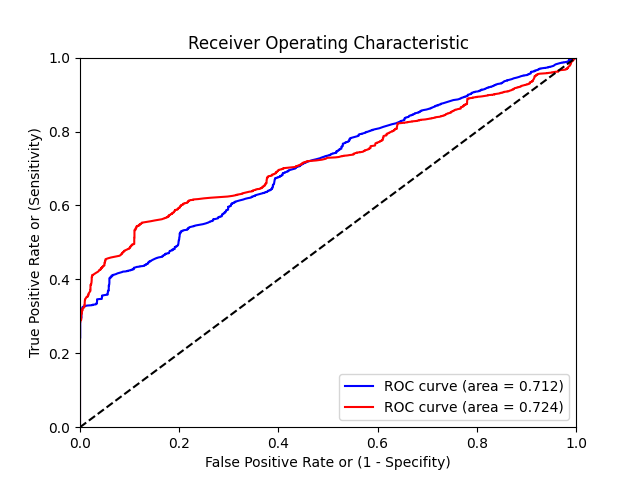 Receiver Operating Characteristic
True Positive Rate or (Sensitivity)
1.0
0.8
0.6
0.4
0.2
0.0
ROC curve (area = 0.712)
ROC curve (area = 0.724)
0.0 0.2 0.4 0.6 0.8 1.0
False Positive Rate or (1 - Specifity)